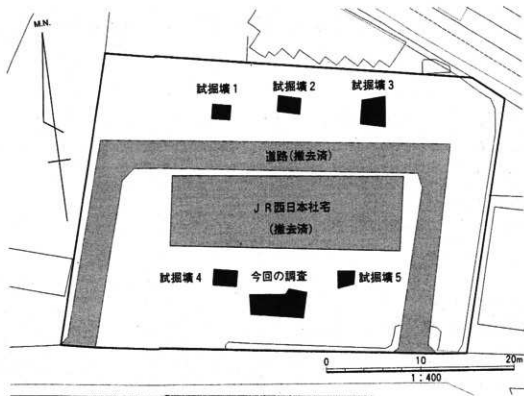 M.N.
試掘壙1
試掘壙2
試掘壙3
道路(撤去済)
JR西日本社宅
(撤去済)
試掘壙4
今回の調査
試掘壙5
0 10 20m
1:400